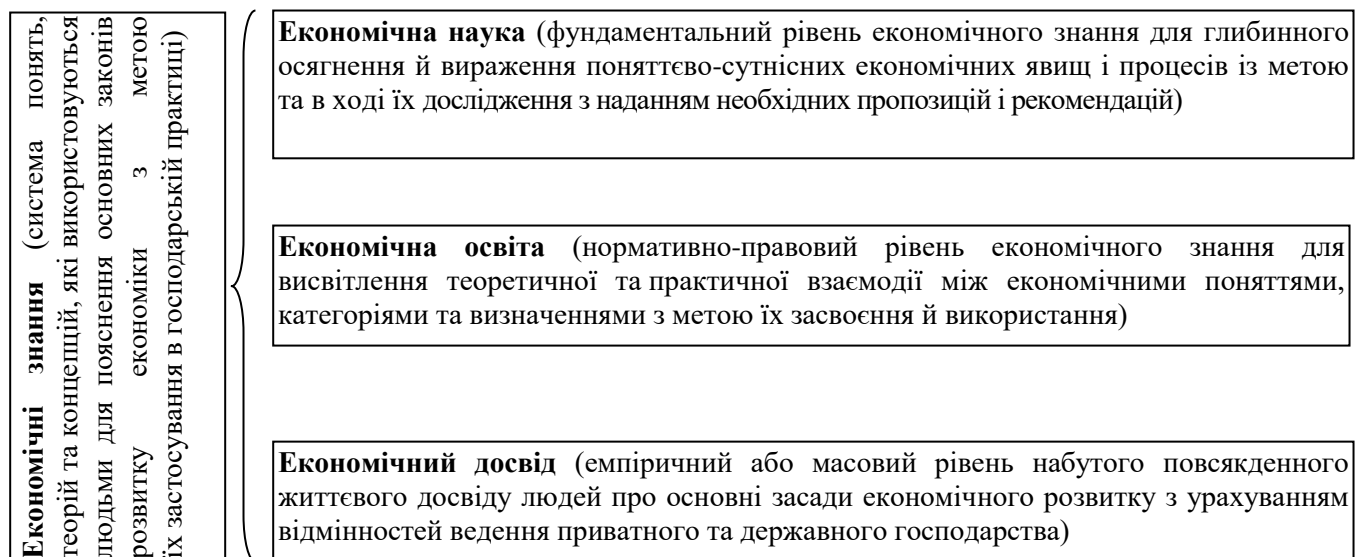 Економічні знання (система понять,
теорій та концепцій, які використовуються
людьми для пояснення основних законів
розвитку економіки з метою
їх застосування в господарській практиці)
Економічна наука (фундаментальний рівень економічного знання для глибинного
осягнення й вираження поняттєво-сутнісних економічних явищ і процесів із метою
та в ході їх дослідження з наданням необхідних пропозицій і рекомендацій)
Економічна освіта (нормативно-правовий рівень економічного знання для
висвітлення теоретичної та практичної взаємодії між економічними поняттями,
категоріями та визначеннями з метою їх засвоєння й використання)
Економічний досвід (емпіричний або масовий рівень набутого повсякденного
життєвого досвіду людей про основні засади економічного розвитку з урахуванням
відмінностей ведення приватного та державного господарства)